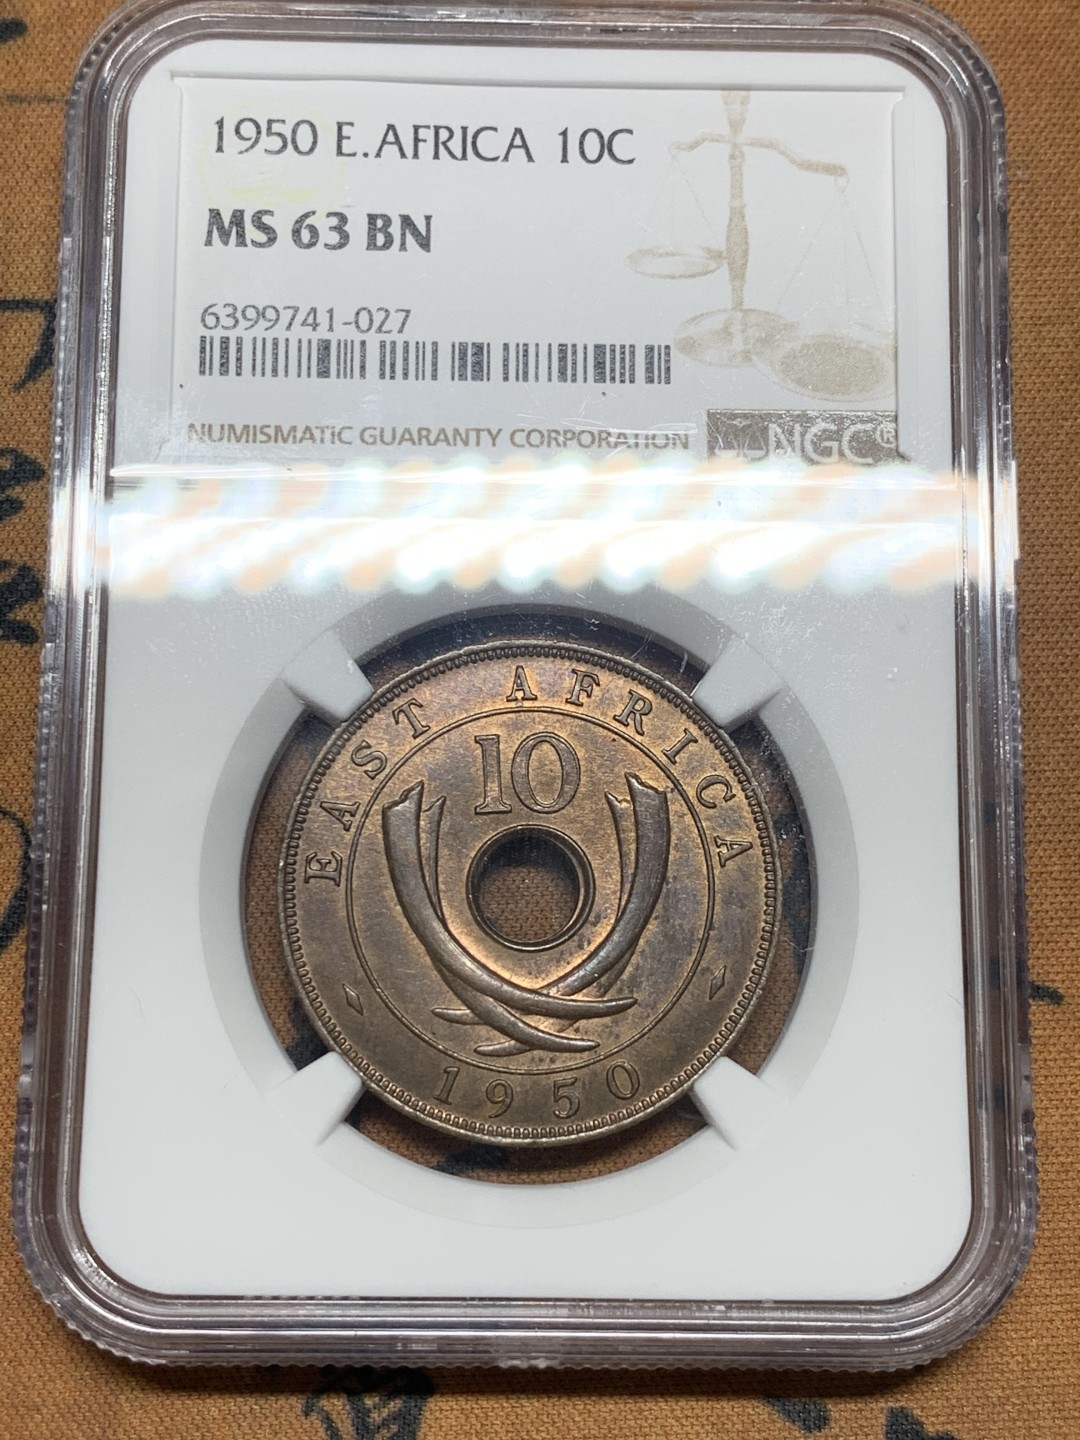 1950 E.AFRICA 10C
MS 63 BN
6399741-027
NUMISMATIC GUARANTY CORPORATION
NGC®
EAST AFRICA
10
1950